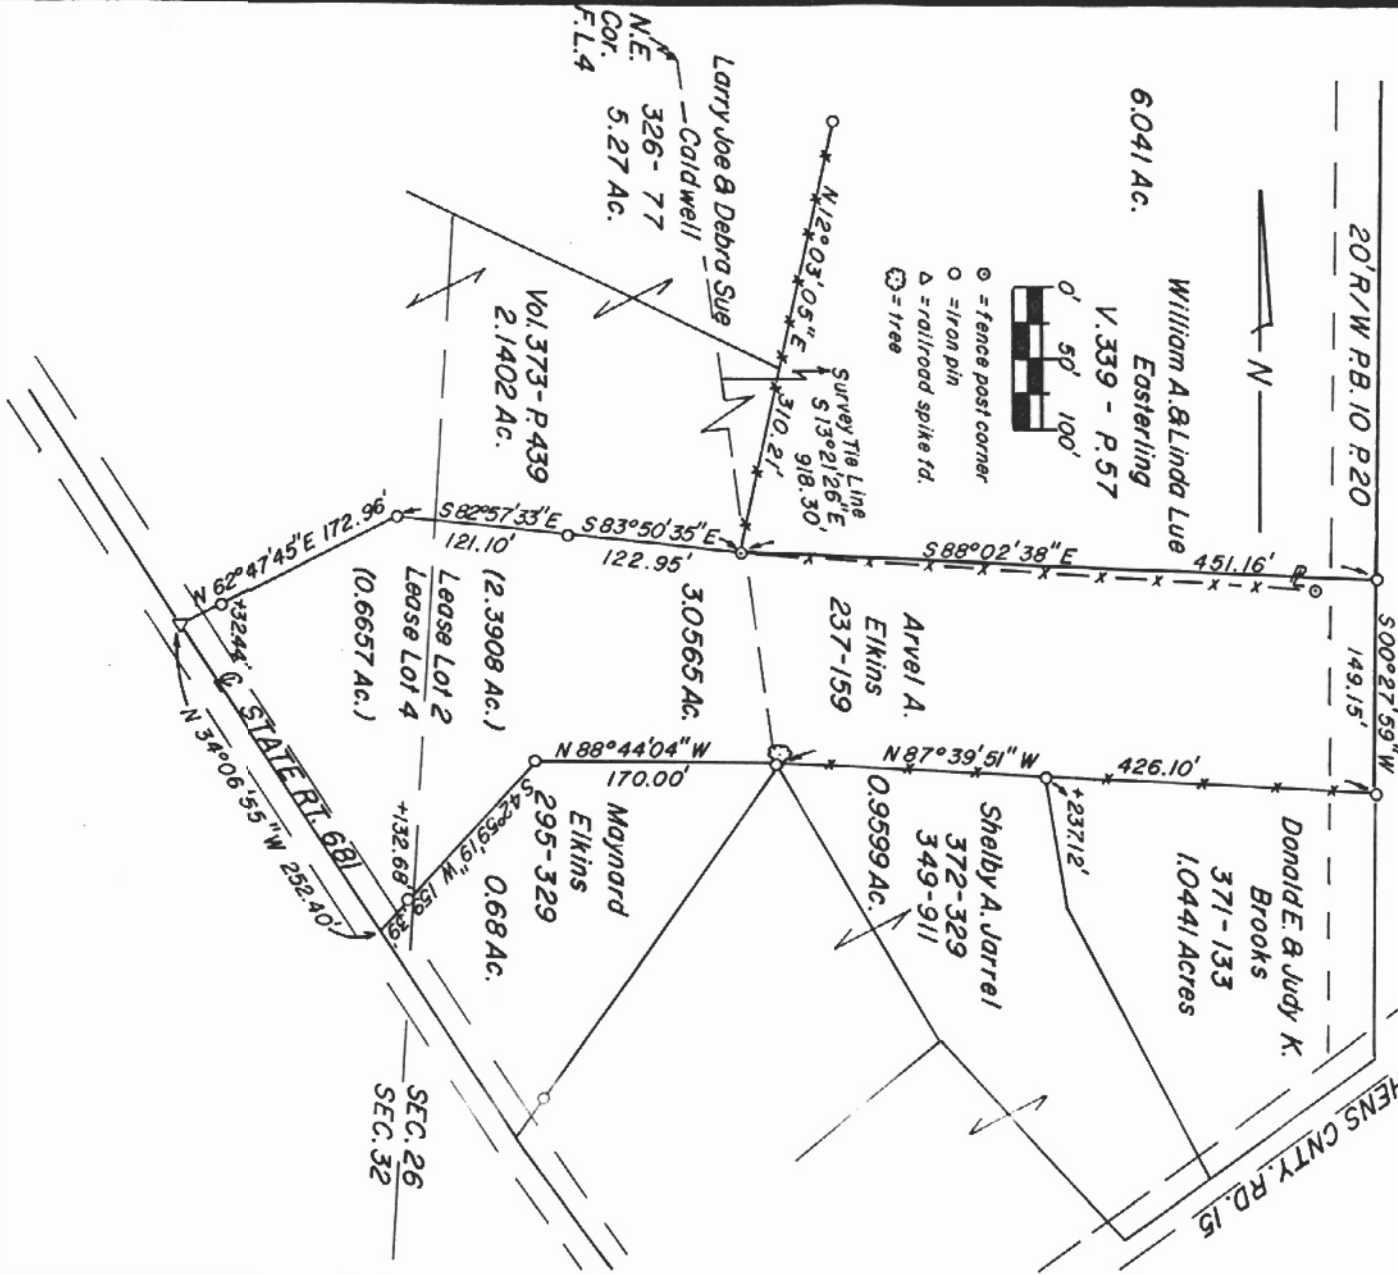 20' R/W P.B. 10 P. 20
6.041 Ac.
William A. & Linda Lue
Easterling
V. 339 - P. 57
N
0' 50' 100'
= fence post corner
= iron pin
= railroad spike fd.
= tree
Larry Joe & Debra Sue
Caldwell
326-77
5.27 Ac.
N.E.
Cor.
F.L.4
N. 12°03'05" E
310.21'
Survey Tie Line
S 13°21'26" E
918.30'
Vol. 373 - P. 439
2.1402 Ac.
S 00°27'59" W
149.15'
S 88°02'38" E 451.16'
S 83°50'35" E
122.95'
S 82°57'33" E
121.10'
N 62°47'45" E 172.96'
+32.44'
Arvel A.
Elkins
237-159
3.0565 Ac.
(2.3908 Ac.)
Lease Lot 2
Lease Lot 4
(0.6657 Ac.)
N 87°39'51" W 426.10'
+237.12'
N 88°44'04" W
170.00'
S 42°59'19" W 159.39'
+132.68'
℄ STATE RT. 681
N 34°06'55" W 252.40'
Donald E. & Judy K.
Brooks
371-133
1.0441 Acres
Shelby A. Jarrel
372-329
349-911
0.9599 Ac.
Maynard
Elkins
295-329
0.68 Ac.
SEC. 26
SEC. 32
HENS CNTY. RD. 15